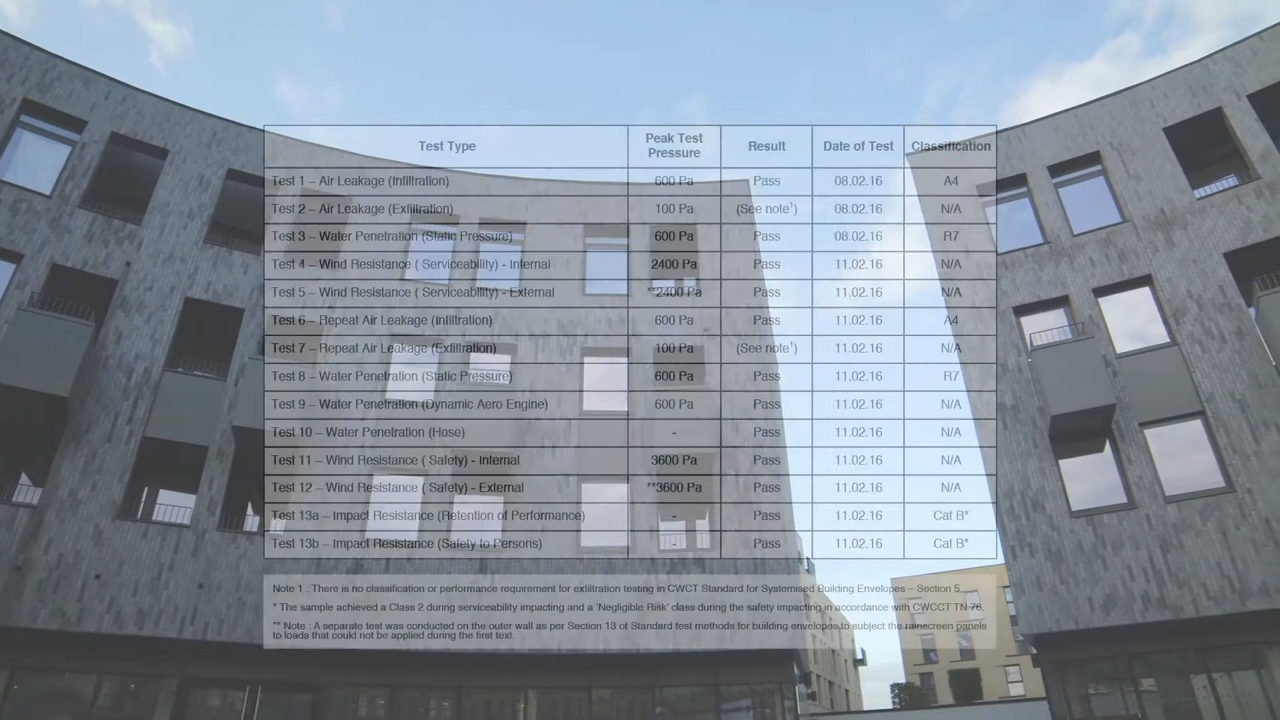 Test Type Peak Test Pressure Result Date of Test Classification
Test 1 – Air Leakage (Infiltration) 600 Pa Pass 08.02.16 A4
Test 2 – Air Leakage (Exfiltration) 100 Pa (See note¹) 08.02.16 N/A
Test 3 – Water Penetration (Static Pressure) 600 Pa Pass 08.02.16 R7
Test 4 – Wind Resistance ( Serviceability) - Internal 2400 Pa Pass 11.02.16 N/A
Test 5 – Wind Resistance ( Serviceability) - External **2400 Pa Pass 11.02.16 N/A
Test 6 – Repeat Air Leakage (Infiltration) 600 Pa Pass 11.02.16 A4
Test 7 – Repeat Air Leakage (Exfiltration) 100 Pa (See note¹) 11.02.16 N/A
Test 8 – Water Penetration (Static Pressure) 600 Pa Pass 11.02.16 R7
Test 9 – Water Penetration (Dynamic Aero Engine) 600 Pa Pass 11.02.16 N/A
Test 10 – Water Penetration (Hose) - Pass 11.02.16 N/A
Test 11 – Wind Resistance ( Safety) - Internal 3600 Pa Pass 11.02.16 N/A
Test 12 – Wind Resistance ( Safety) - External **3600 Pa Pass 11.02.16 N/A
Test 13a – Impact Resistance (Retention of Performance) - Pass 11.02.16 Cat B*
Test 13b – Impact Resistance (Safety to Persons) - Pass 11.02.16 Cat B*
Note 1 : There is no classification or performance requirement for exfiltration testing in CWCT Standard for Systemised Building Envelopes – Section 5
* The sample achieved a Class 2 during serviceability impacting and a 'Negligible Risk' class during the safety impacting in accordance with CWCCT TN 76.
** Note : A separate test was conducted on the outer wall as per Section 13 of Standard test methods for building envelopes to subject the rainscreen panels
to loads that could not be applied during the first text.